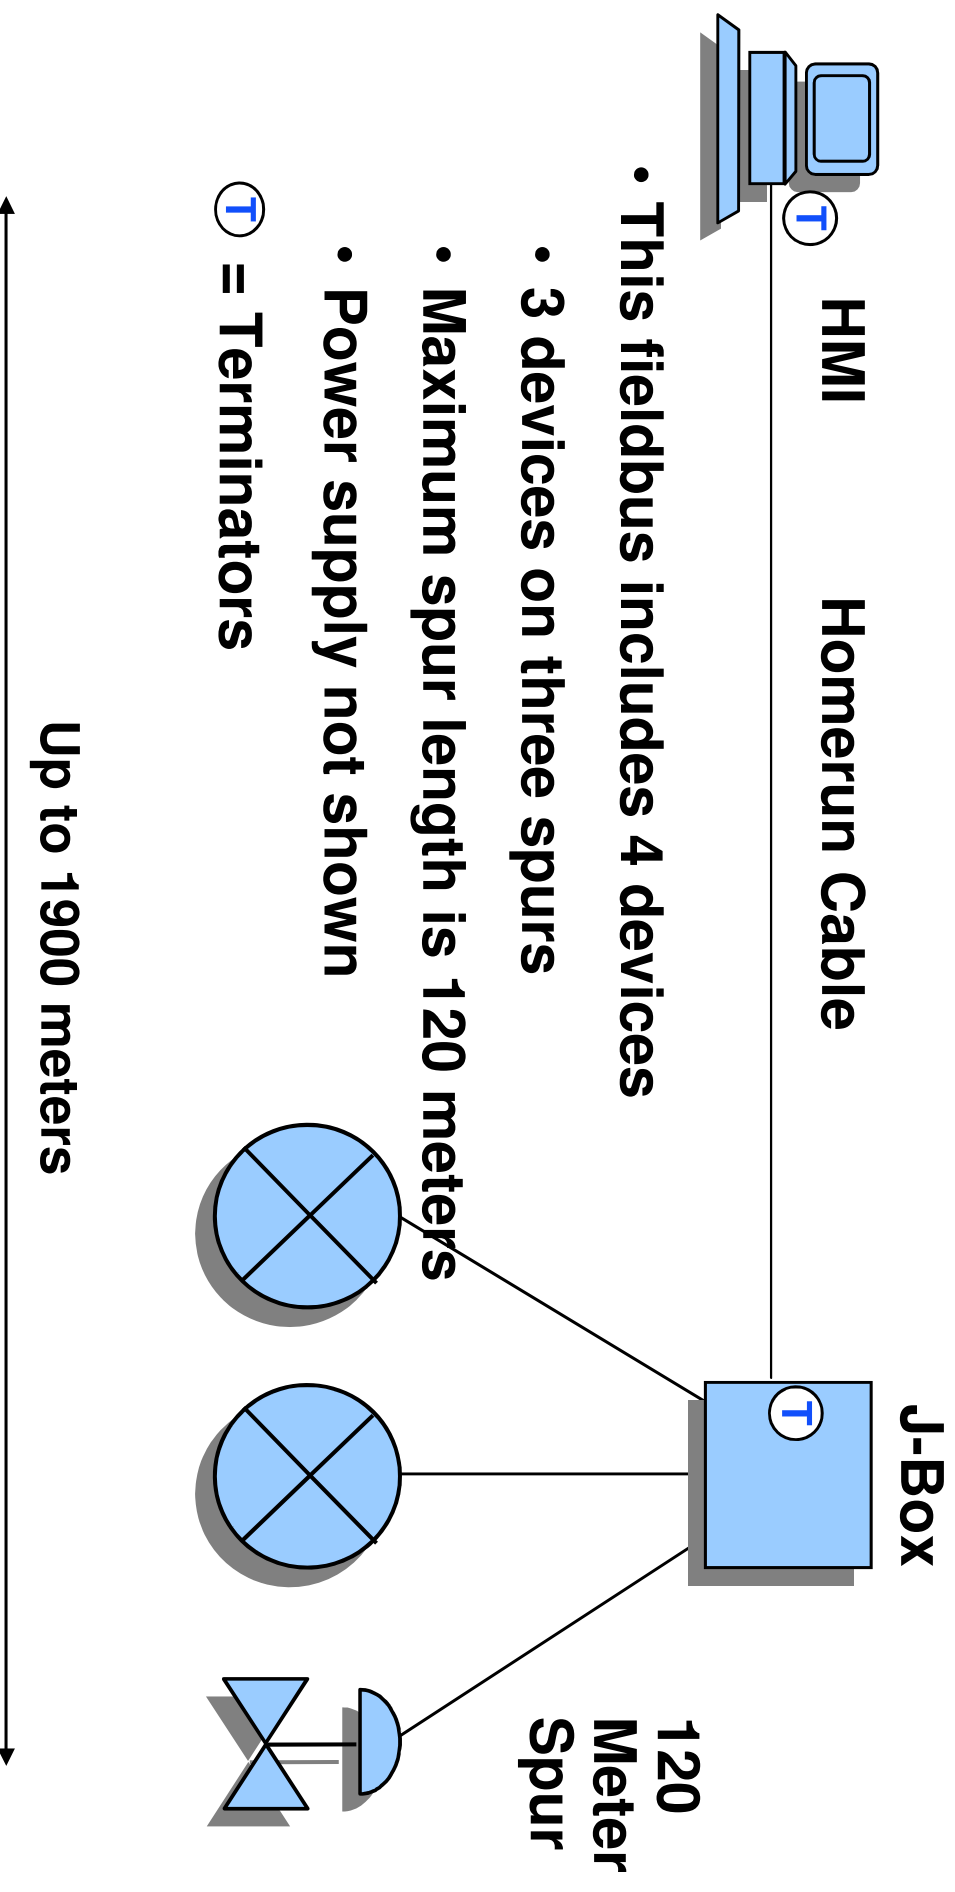 J-Box
HMI
Homerun Cable
T
T
120
Meter
Spur
• This fieldbus includes 4 devices
• 3 devices on three spurs
• Maximum spur length is 120 meters
• Power supply not shown
T = Terminators
Up to 1900 meters